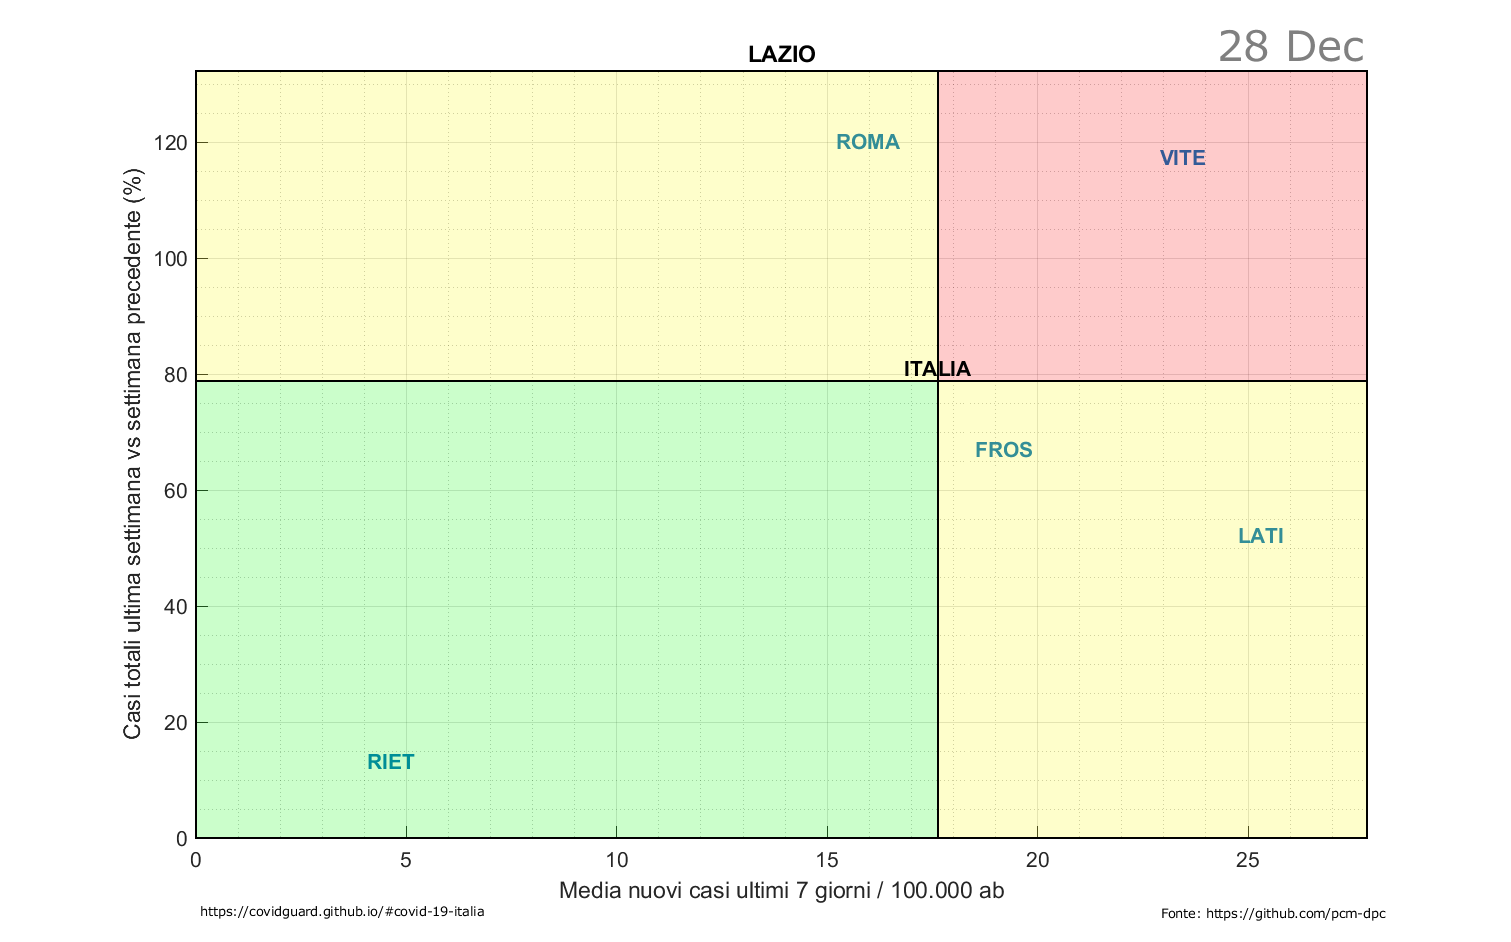 28 Dec
LAZIO
Casi totali ultima settimana vs settimana precedente (%)
120
100
80
60
40
20
0
ROMA
VITE
ITALIA
FROS
LATI
RIET
0 5 10 15 20 25
Media nuovi casi ultimi 7 giorni / 100.000 ab
https://covidguard.github.io/#covid-19-italia
Fonte: https://github.com/pcm-dpc